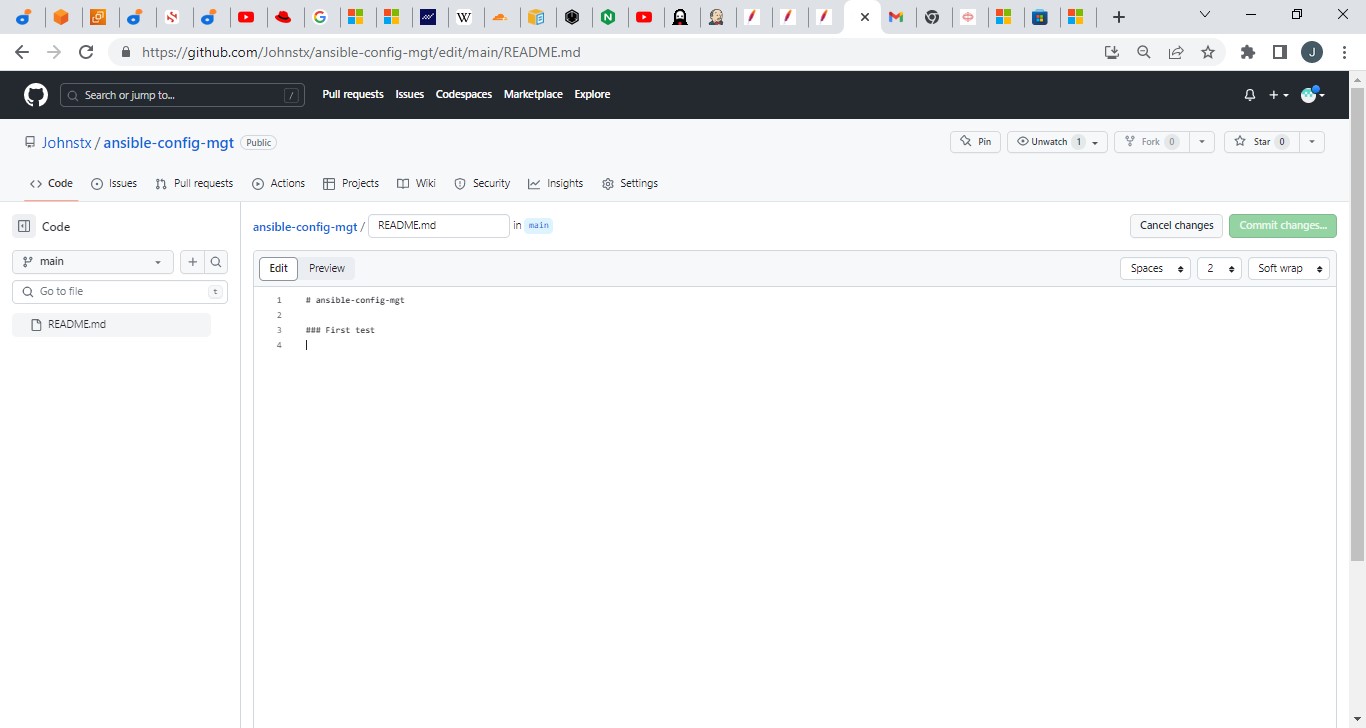 https://github.com/Johnstx/ansible-config-mgt/edit/main/README.md
J
Search or jump to... /
Pull requests Issues Codespaces Marketplace Explore
Johnstx / ansible-config-mgt Public
Pin Unwatch 1 Fork 0 Star 0
Code Issues Pull requests Actions Projects Wiki Security Insights Settings
Code
main
Go to file t
README.md
ansible-config-mgt / README.md in main
Cancel changes Commit changes...
Edit Preview
Spaces 2 Soft wrap
1 # ansible-config-mgt
2
3 ### First test
4